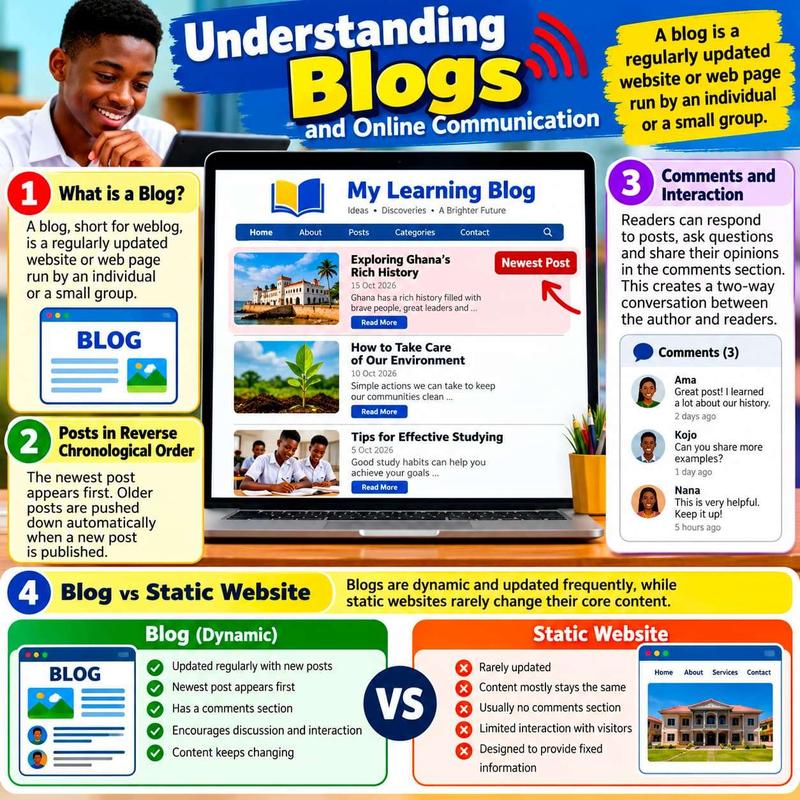 Understanding
Blogs
and Online Communication
A blog is a
regularly updated
website or web page
run by an individual
or a small group.
1 What is a Blog?
A blog, short for weblog,
is a regularly updated
website or web page
run by an individual
or a small group.
BLOG
2 Posts in Reverse
Chronological Order
The newest post
appears first. Older
posts are pushed
down automatically
when a new post
is published.
My Learning Blog
Ideas • Discoveries • A Brighter Future
Home About Posts Categories Contact
Exploring Ghana's
Rich History
15 Oct 2026
Ghana has a rich history filled with
brave people, great leaders and ...
Read More
Newest Post
How to Take Care
of Our Environment
10 Oct 2026
Simple actions we can take to keep
our communities clean ...
Read More
Tips for Effective Studying
5 Oct 2026
Good study habits can help you
achieve your goals ...
Read More
3 Comments and
Interaction
Readers can respond
to posts, ask questions
and share their opinions
in the comments section.
This creates a two-way
conversation between
the author and readers.
Comments (3)
Ama
Great post! I learned
a lot about our history.
2 days ago
Kojo
Can you share more
examples?
1 day ago
Nana
This is very helpful.
Keep it up!
5 hours ago
4 Blog vs Static Website
Blogs are dynamic and updated frequently, while
static websites rarely change their core content.
Blog (Dynamic)
BLOG
Updated regularly with new posts
Newest post appears first
Has a comments section
Encourages discussion and interaction
Content keeps changing
VS
Static Website
Rarely updated
Content mostly stays the same
Usually no comments section
Limited interaction with visitors
Designed to provide fixed
information
Home About Services Contact